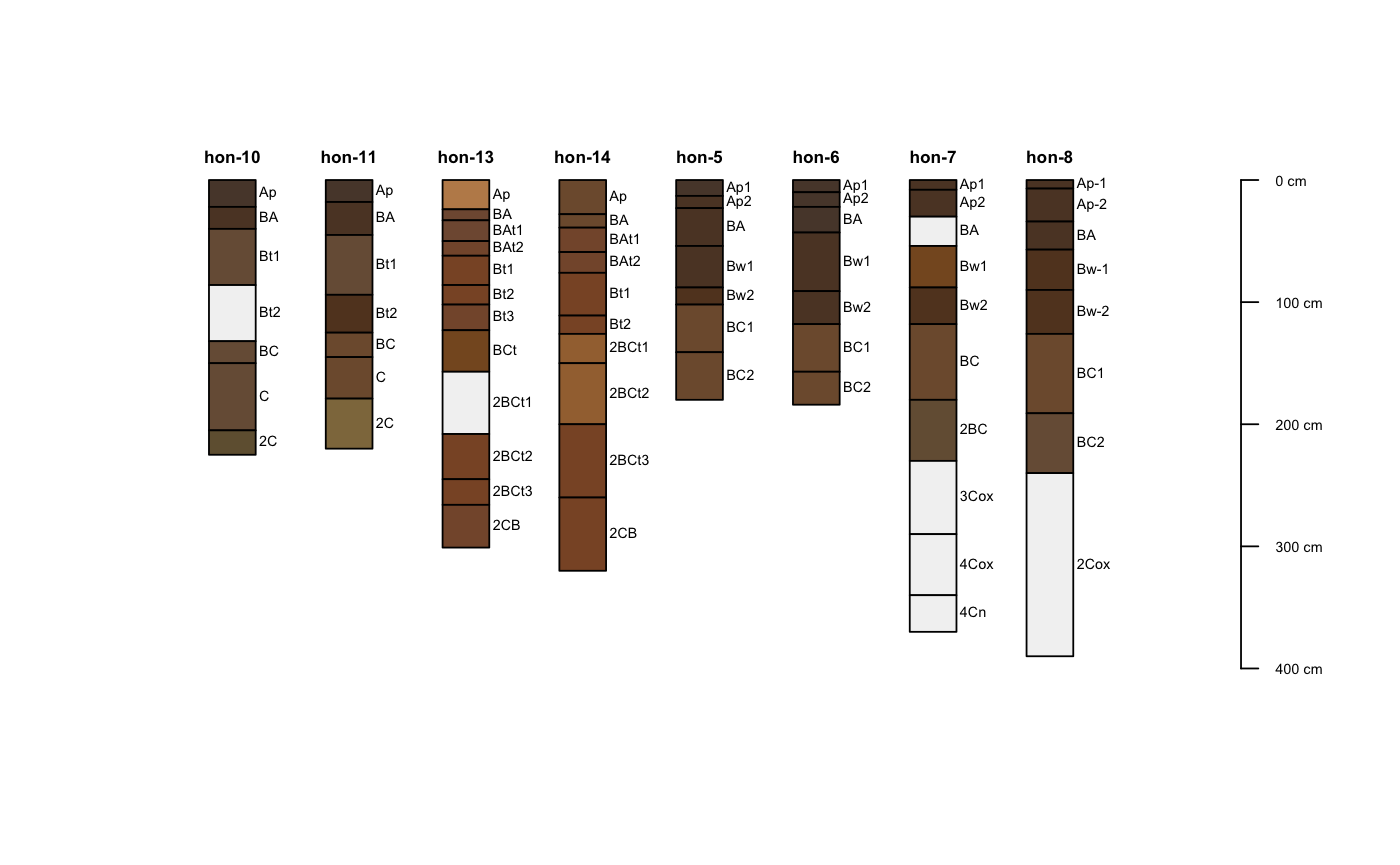 hon-10 hon-11 hon-13 hon-14 hon-5 hon-6 hon-7 hon-8
Ap
BA
Bt1
Bt2
BC
C
2C
Ap
BA
Bt1
Bt2
BC
C
2C
Ap
BA
BAt1
BAt2
Bt1
Bt2
Bt3
BCt
2BCt1
2BCt2
2BCt3
2CB
Ap
BA
BAt1
BAt2
Bt1
Bt2
2BCt1
2BCt2
2BCt3
2CB
Ap1
Ap2
BA
Bw1
Bw2
BC1
BC2
Ap1
Ap2
BA
Bw1
Bw2
BC1
BC2
Ap1
Ap2
BA
Bw1
Bw2
BC
2BC
3Cox
4Cox
4Cn
Ap-1
Ap-2
BA
Bw-1
Bw-2
BC1
BC2
2Cox
0 cm
100 cm
200 cm
300 cm
400 cm